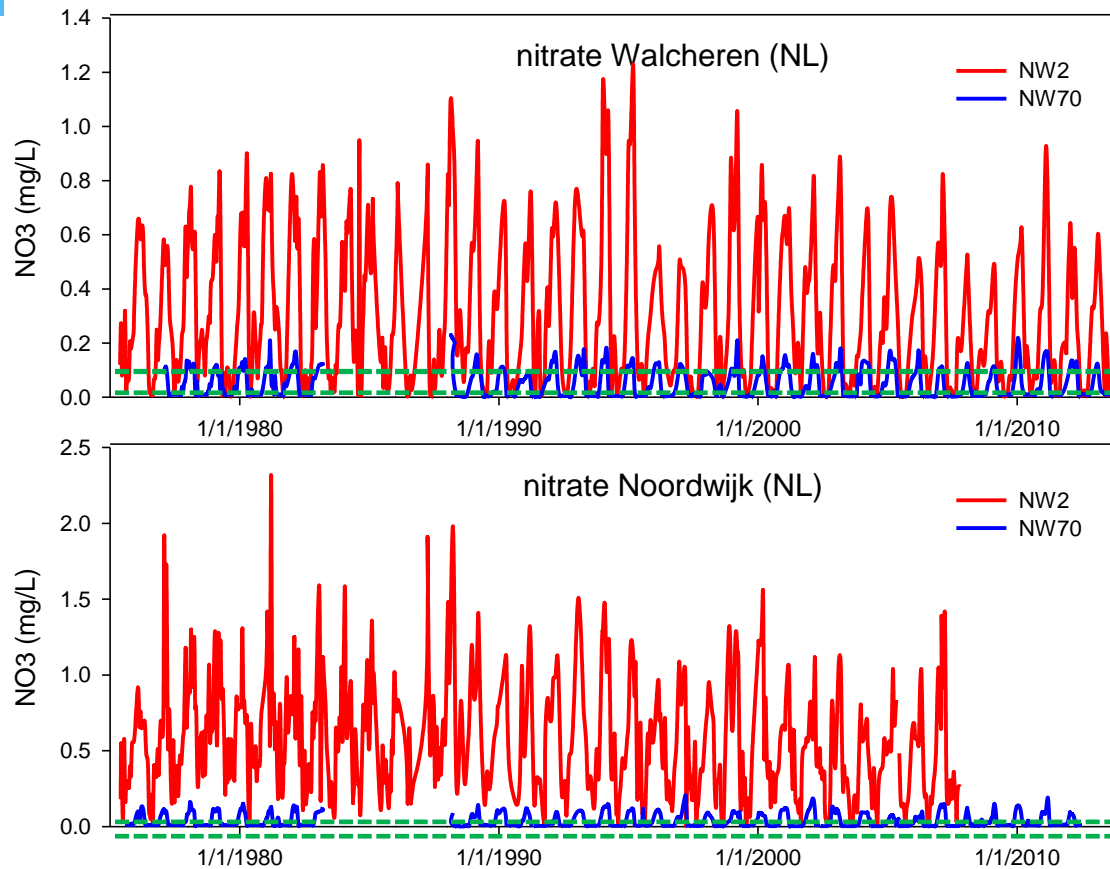 1.4
nitrate Walcheren (NL)
1.2
NW2
NW70
1.0
NO3 (mg/L)
0.8
0.6
0.4
0.2
0.0
1/1/1980 1/1/1990 1/1/2000 1/1/2010
2.5
nitrate Noordwijk (NL)
NW2
2.0
NW70
NO3 (mg/L)
1.5
1.0
0.5
0.0
1/1/1980 1/1/1990 1/1/2000 1/1/2010